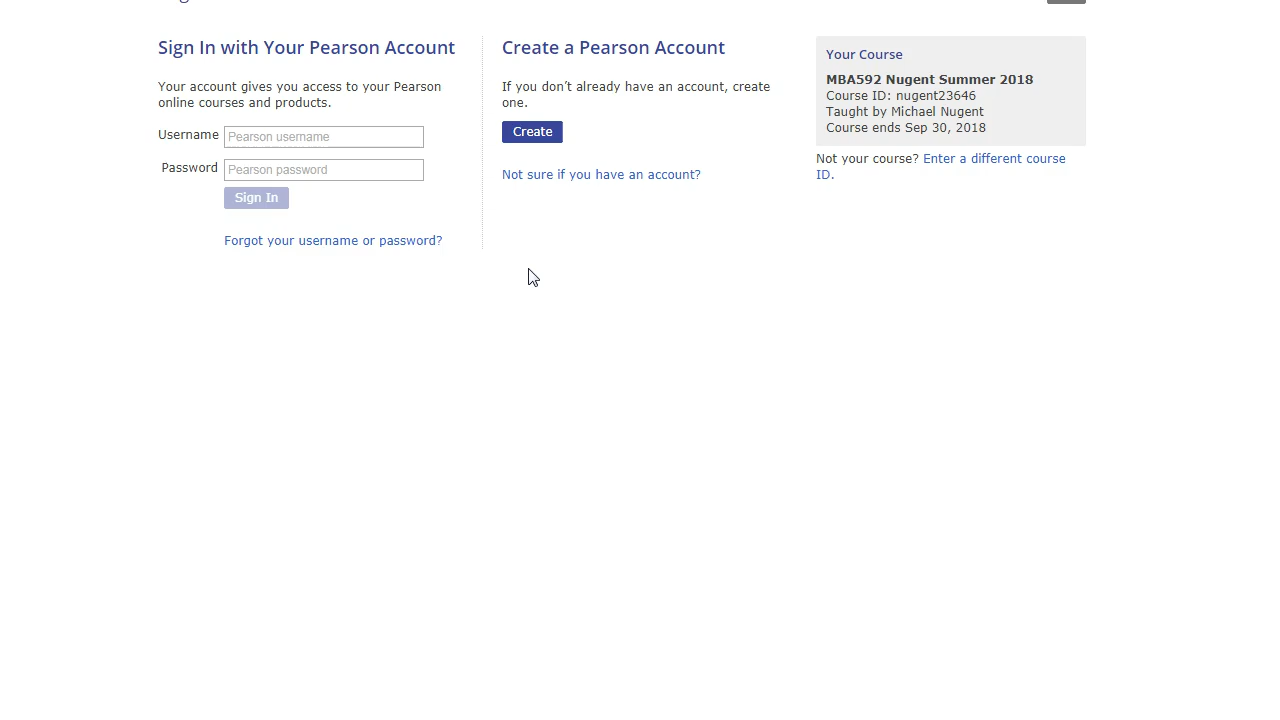 Sign In with Your Pearson Account
Your account gives you access to your Pearson
online courses and products.
Username
Pearson username
Password
Pearson password
Sign In
Forgot your username or password?
Create a Pearson Account
If you don’t already have an account, create
one.
Create
Not sure if you have an account?
Your Course
MBA592 Nugent Summer 2018
Course ID: nugent23646
Taught by Michael Nugent
Course ends Sep 30, 2018
Not your course? Enter a different course
ID.